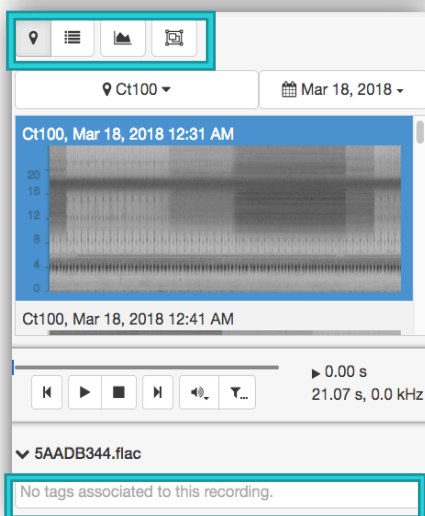 Ct100 Mar 18, 2018
Ct100, Mar 18, 2018 12:31 AM
20
16
12
8
4
0
Ct100, Mar 18, 2018 12:41 AM
0.00 s
T... 21.07 s, 0.0 kHz
5AADB344.flac
No tags associated to this recording.